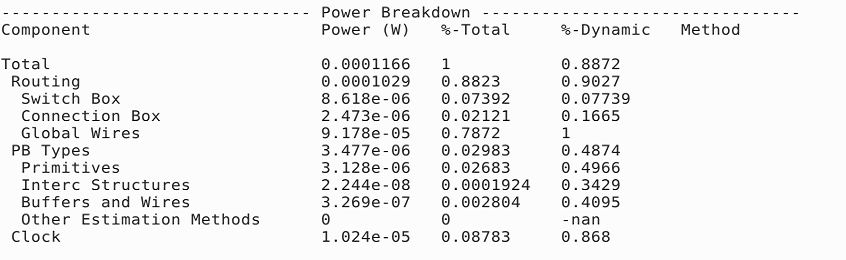 ------------------------------- Power Breakdown --------------------------------
Component                       Power (W)   %-Total     %-Dynamic   Method

Total                           0.0001166   1           0.8872
 Routing                        0.0001029   0.8823      0.9027
  Switch Box                    8.618e-06   0.07392     0.07739
  Connection Box                2.473e-06   0.02121     0.1665
  Global Wires                  9.178e-05   0.7872      1
 PB Types                       3.477e-06   0.02983     0.4874
  Primitives                    3.128e-06   0.02683     0.4966
  Interc Structures             2.244e-08   0.0001924   0.3429
  Buffers and Wires             3.269e-07   0.002804    0.4095
  Other Estimation Methods      0           0           -nan
 Clock                          1.024e-05   0.08783     0.868